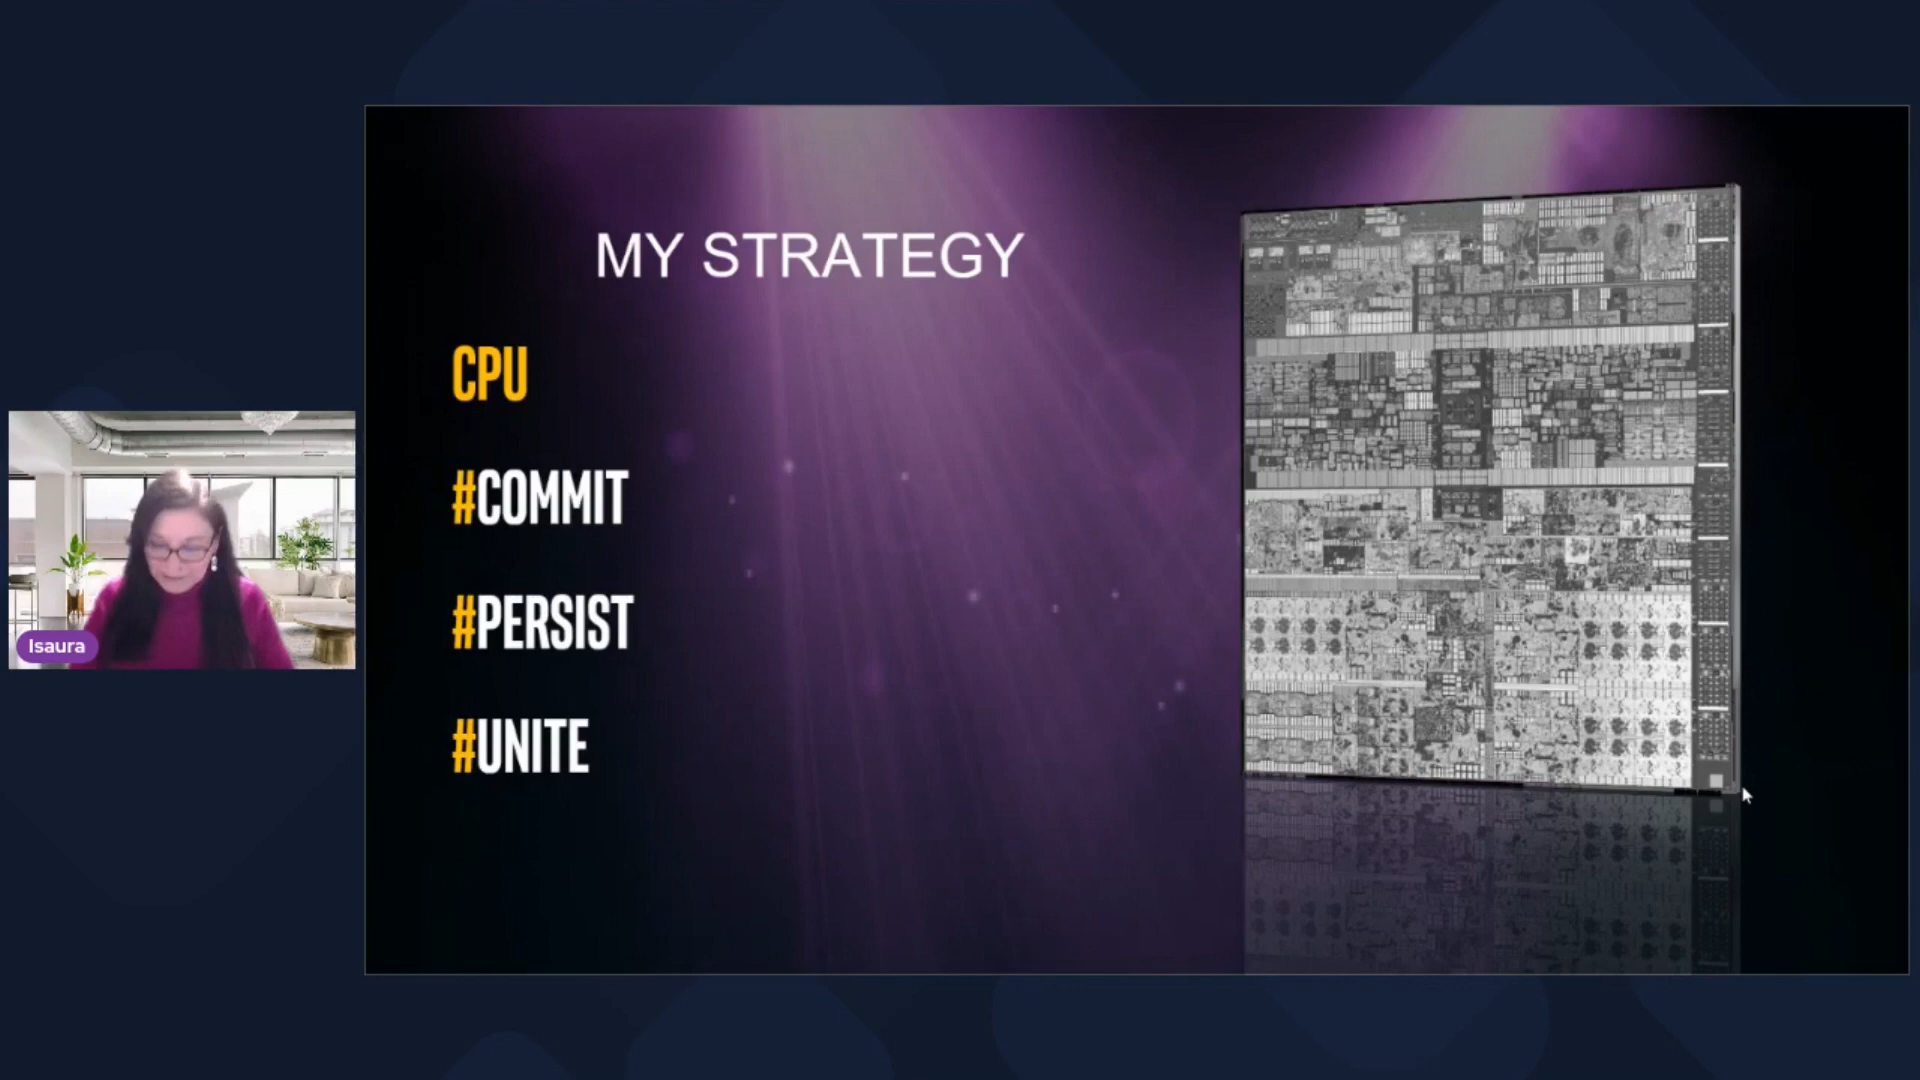 MY STRATEGY
CPU
#COMMIT
#PERSIST
#UNITE
Isaura